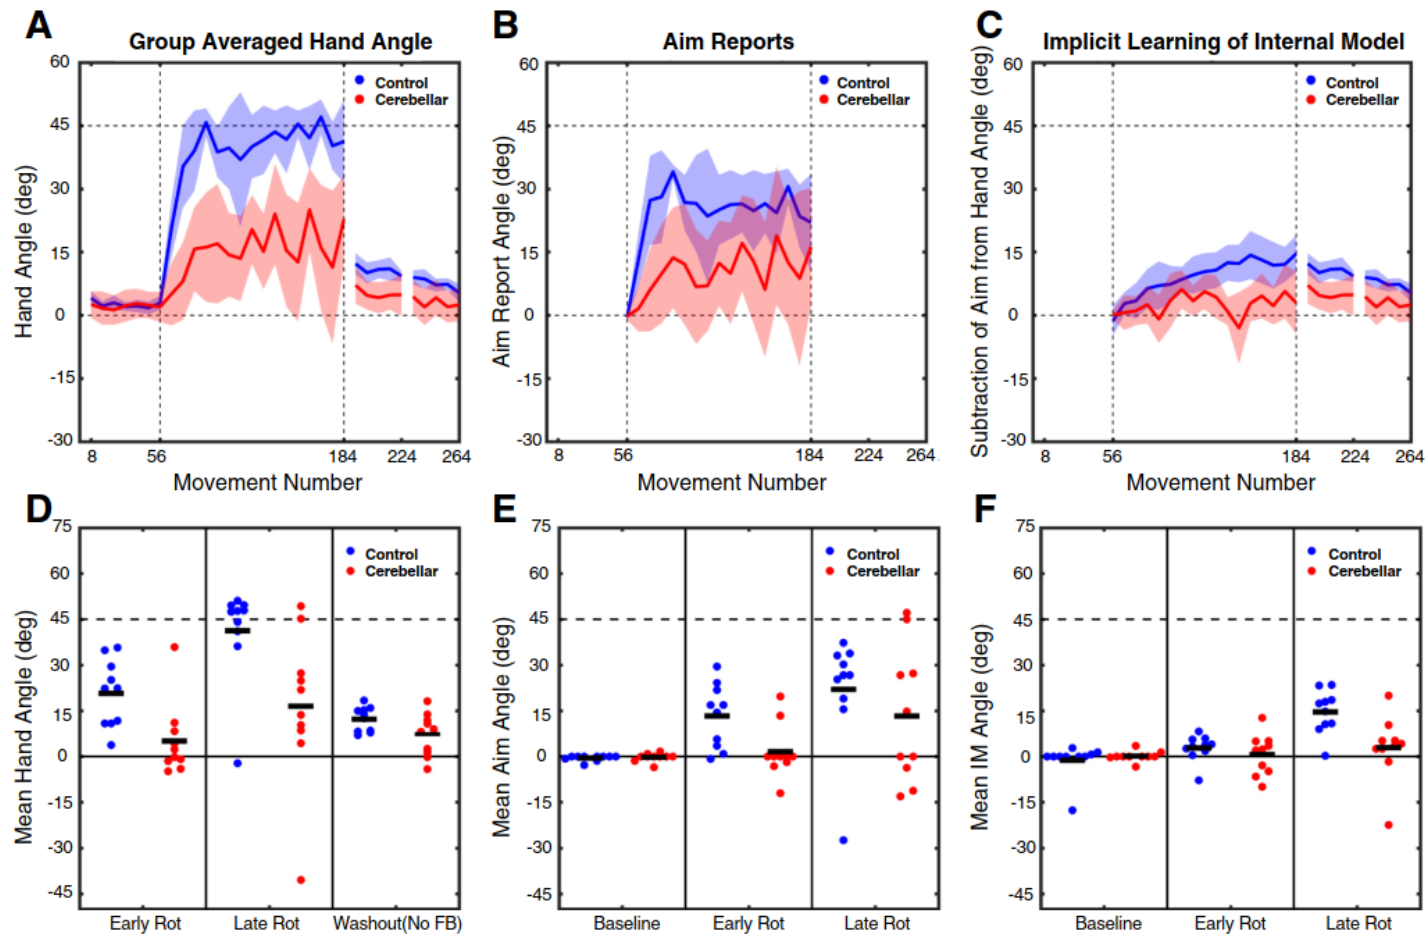 A
Group Averaged Hand Angle
Hand Angle (deg)
60
45
30
15
0
-15
-30
Control
Cerebellar
8 56 184 224 264
Movement Number
B
Aim Reports
Aim Report Angle (deg)
60
45
30
15
0
-15
-30
Control
Cerebellar
8 56 184 224 264
Movement Number
C
Implicit Learning of Internal Model
Subtraction of Aim from Hand Angle (deg)
60
45
30
15
0
-15
-30
Control
Cerebellar
8 56 184 224 264
Movement Number
D
Mean Hand Angle (deg)
75
60
45
30
15
0
-15
-30
-45
Control
Cerebellar
Early Rot Late Rot Washout(No FB)
E
Mean Aim Angle (deg)
75
60
45
30
15
0
-15
-30
-45
Control
Cerebellar
Baseline Early Rot Late Rot
F
Mean IM Angle (deg)
75
60
45
30
15
0
-15
-30
-45
Control
Cerebellar
Baseline Early Rot Late Rot